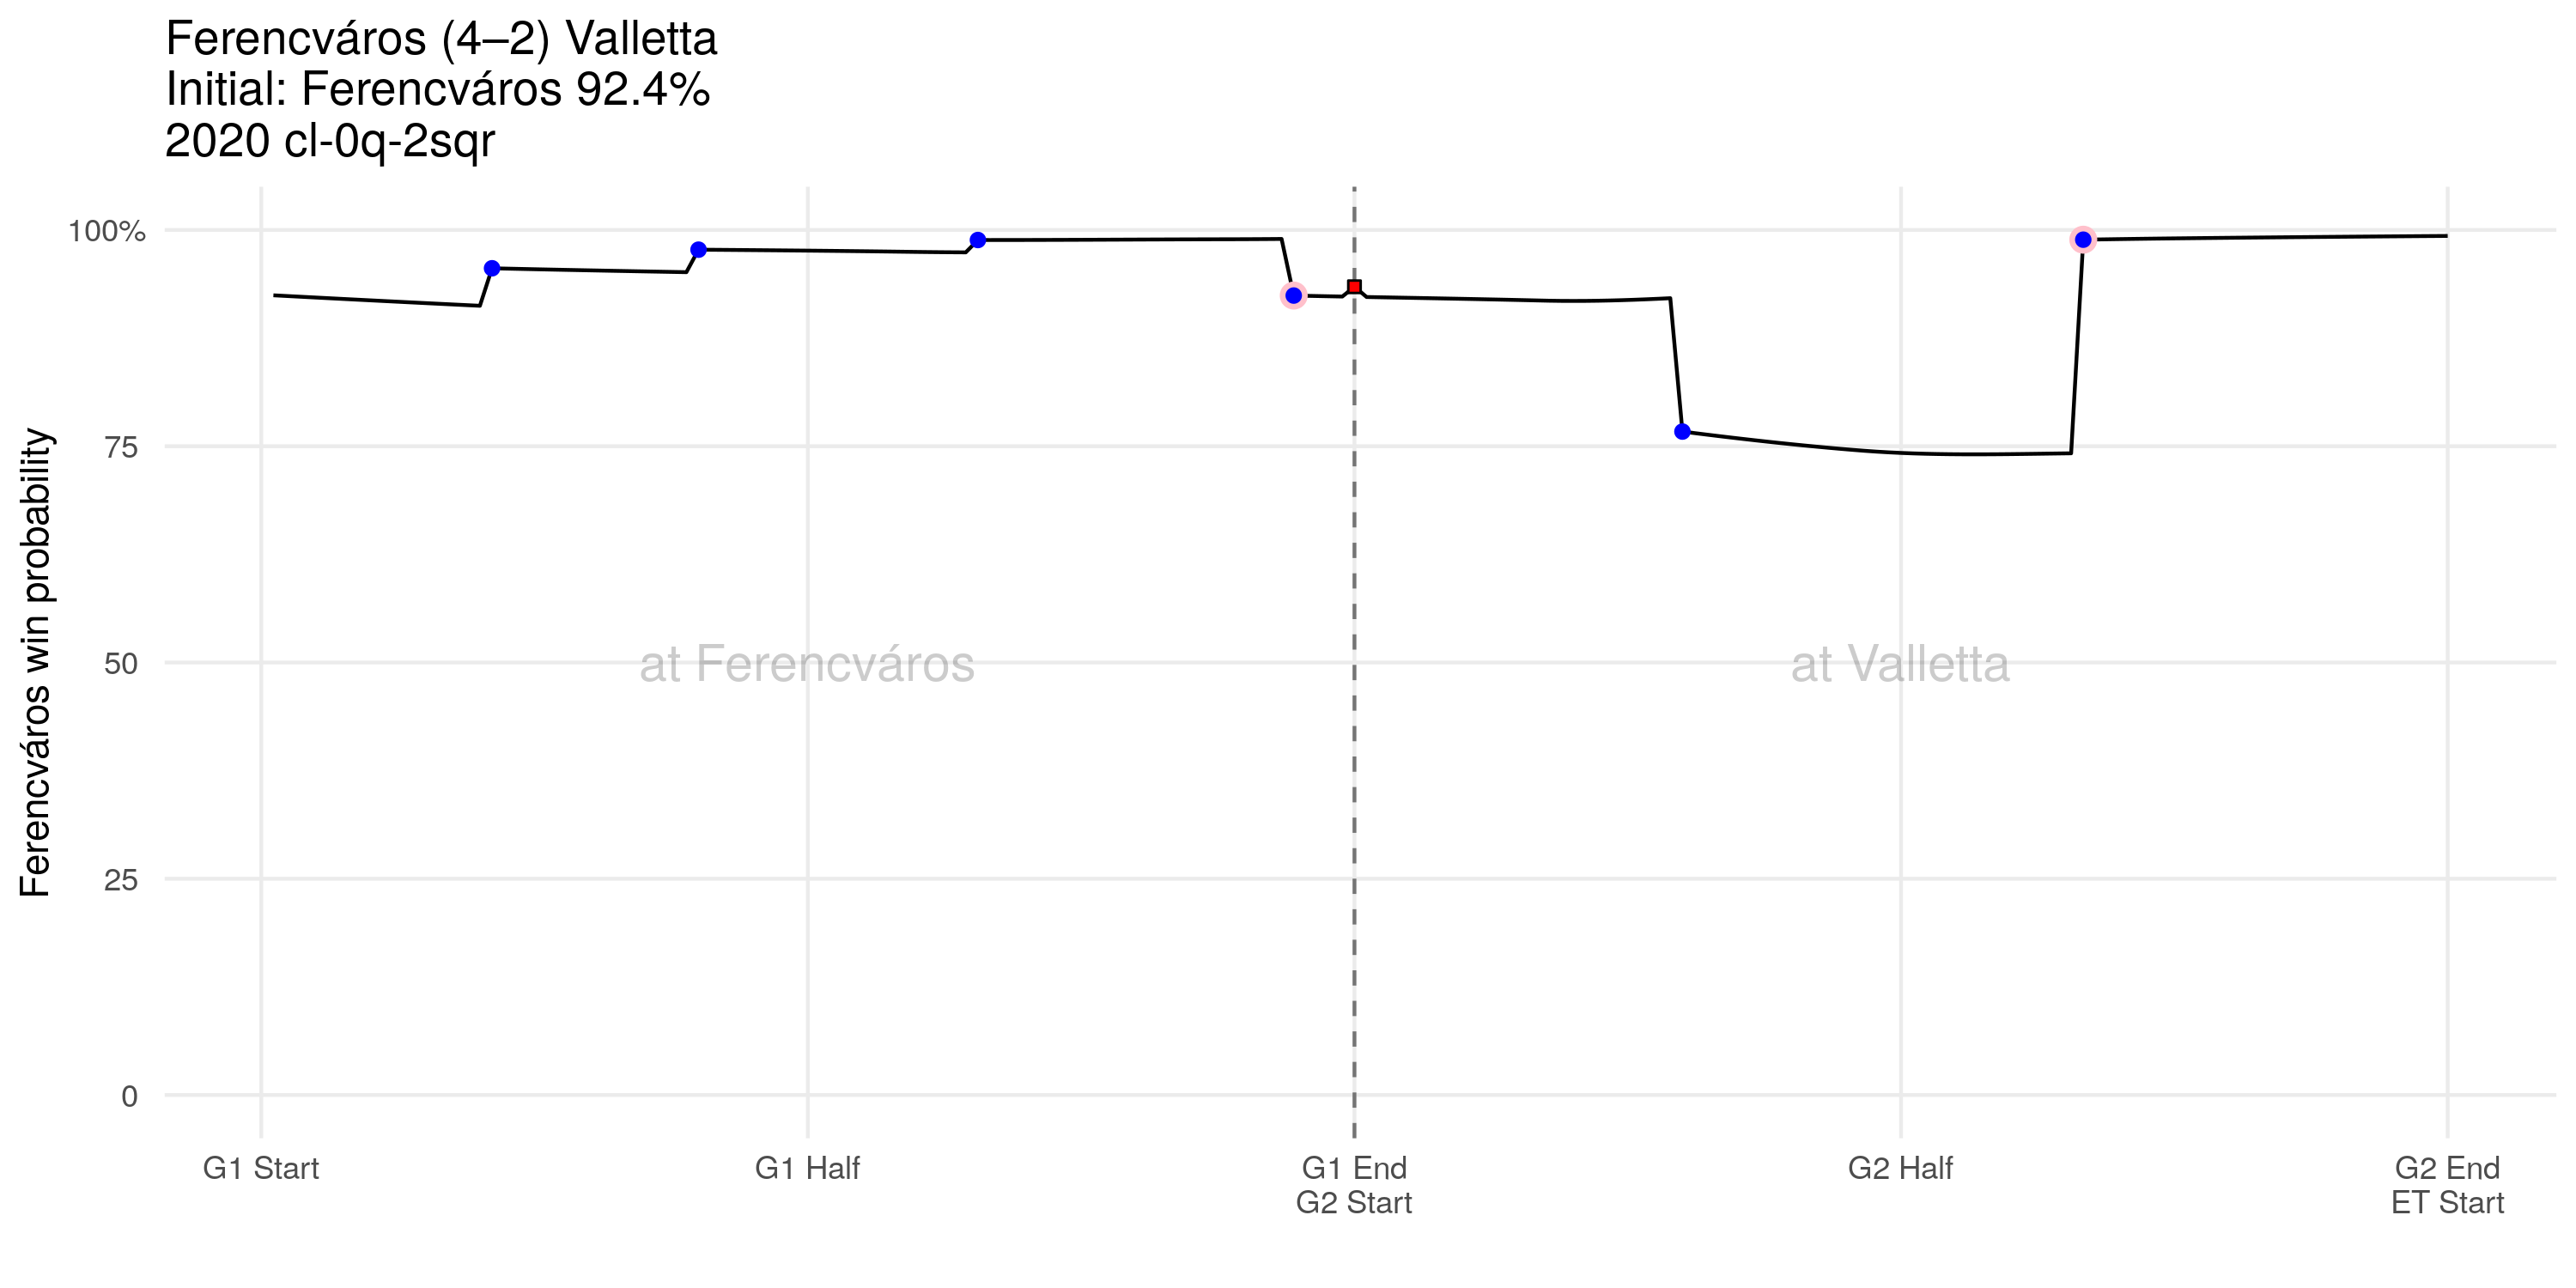 Ferencváros (4–2) Valletta
Initial: Ferencváros 92.4%
2020 cl-0q-2sqr
Ferencváros win probability
100%
75
50
25
0
at Ferencváros
at Valletta
G1 Start
G1 Half
G1 End
G2 Start
G2 Half
G2 End
ET Start